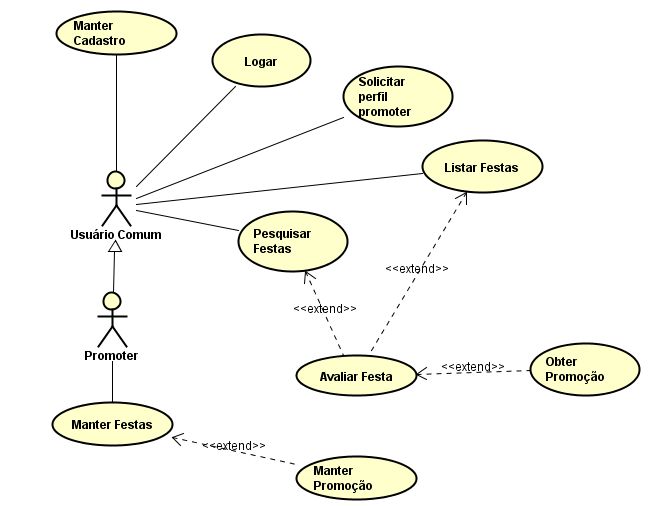 Manter
Cadastro
Logar
Solicitar
perfil
promoter
Listar Festas
Usuário Comum
Pesquisar
Festas
<<extend>>
<<extend>>
Promoter
Avaliar Festa
<<extend>>
Obter
Promoção
Manter Festas
<<extend>>
Manter
Promoção